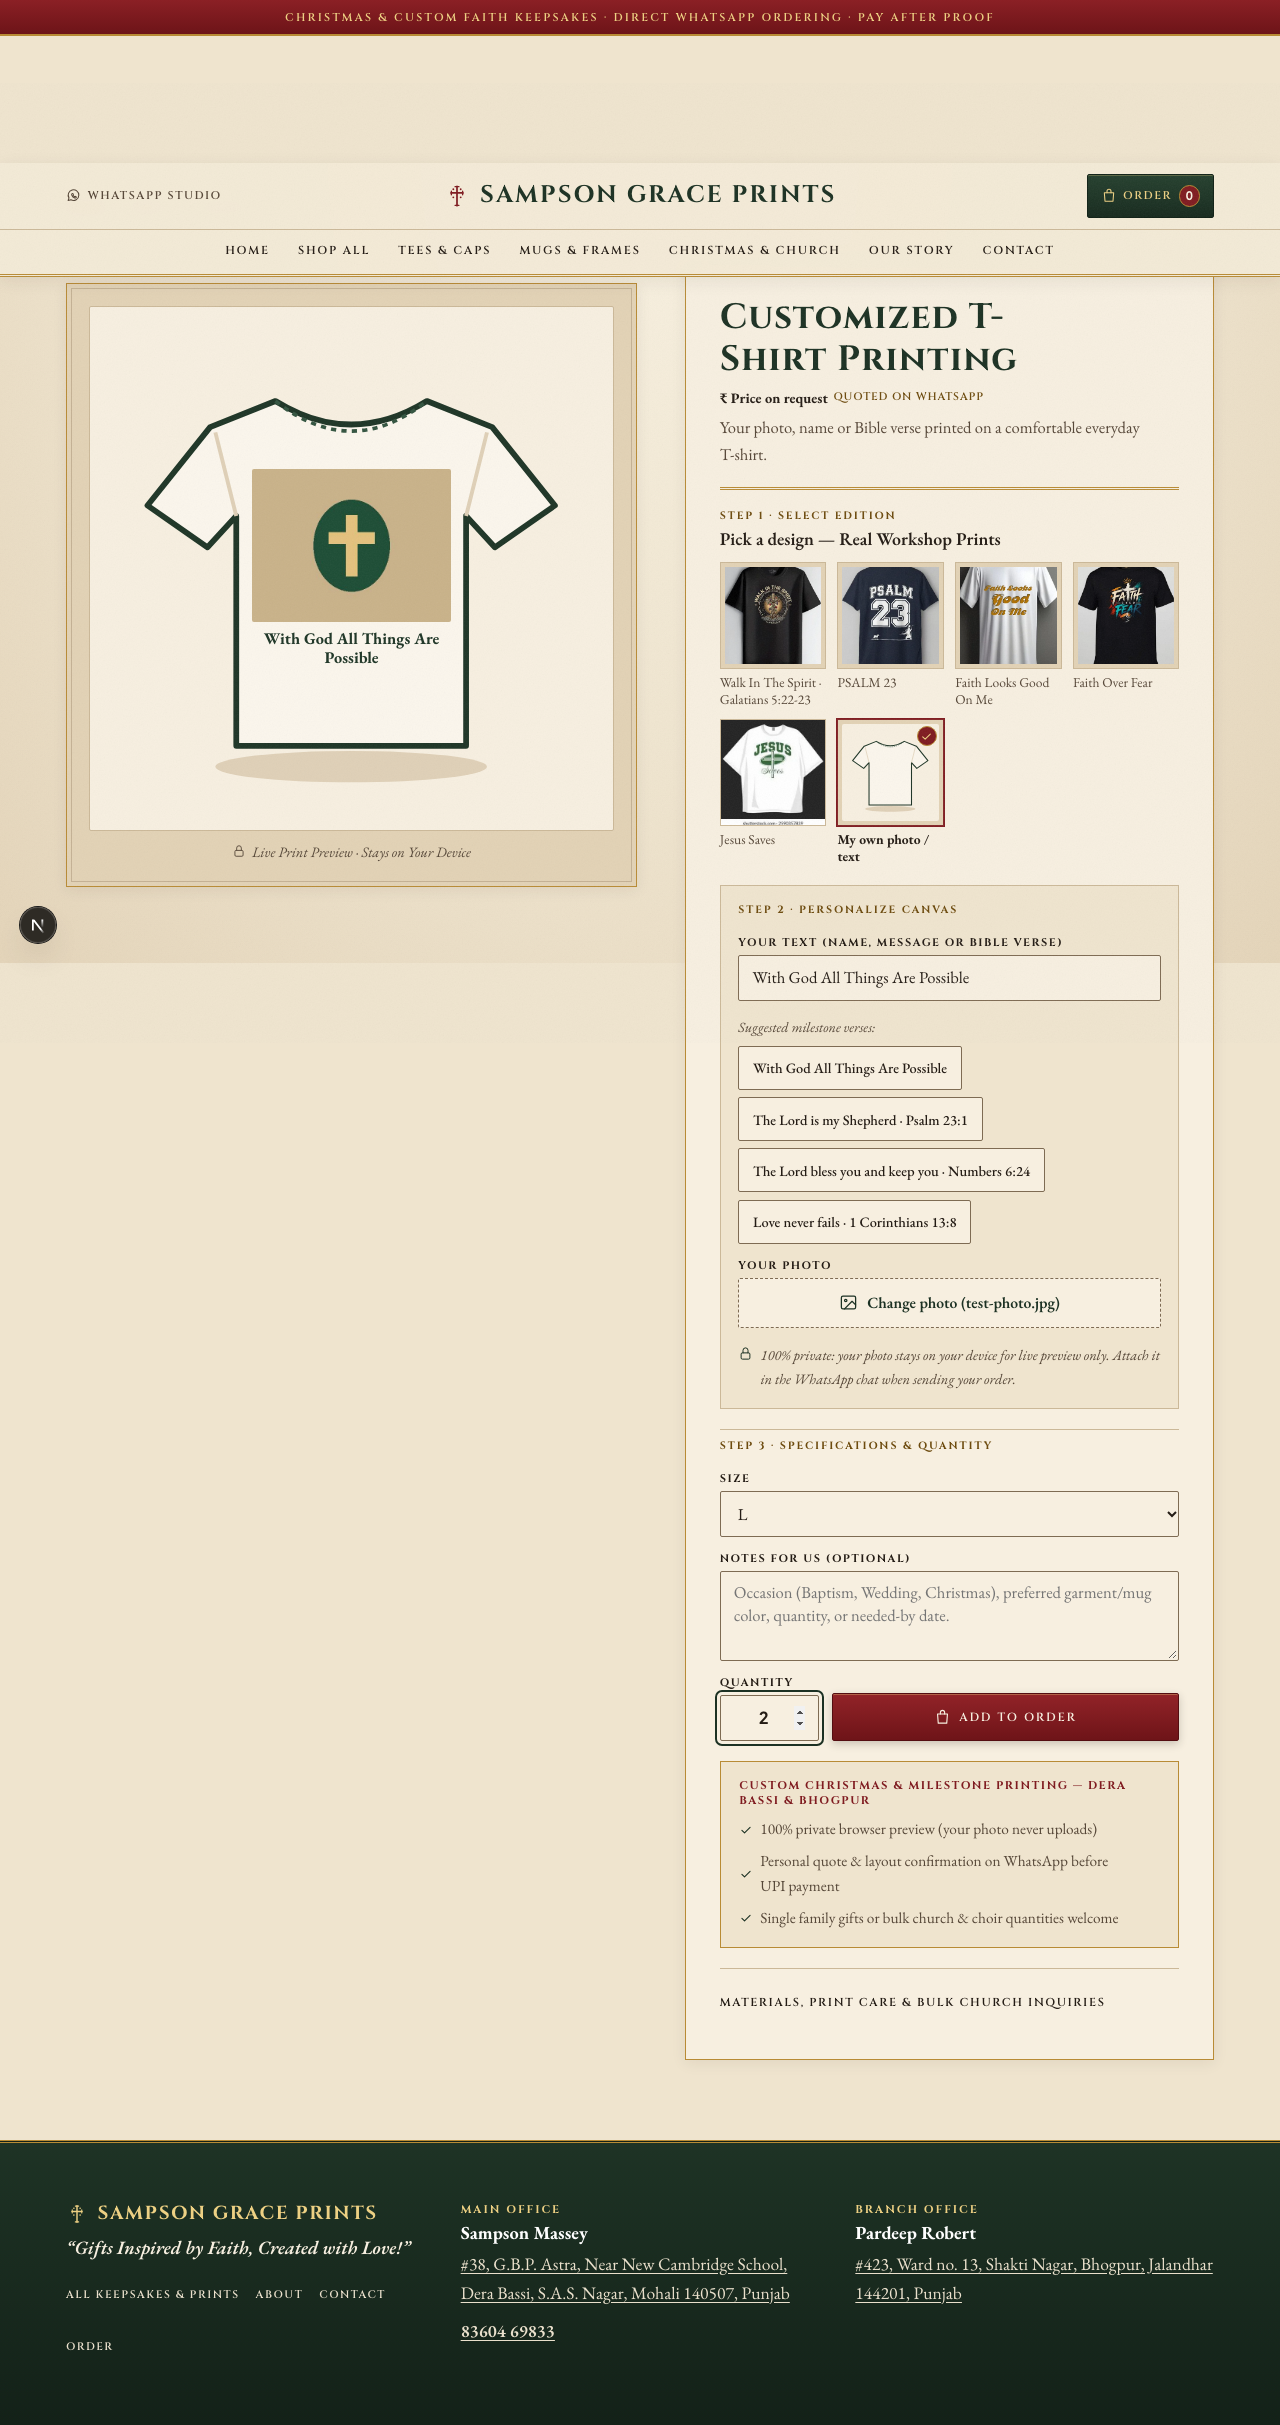 CHRISTMAS & CUSTOM FAITH KEEPSAKES · DIRECT WHATSAPP ORDERING · PAY AFTER PROOF
WHATSAPP STUDIO
SAMPSON GRACE PRINTS
ORDER 0
HOME SHOP ALL TEES & CAPS MUGS & FRAMES CHRISTMAS & CHURCH OUR STORY CONTACT
With God All Things Are
Possible
Live Print Preview · Stays on Your Device
N
CUSTOMIZED T-
SHIRT PRINTING
₹ Price on request QUOTED ON WHATSAPP
Your photo, name or Bible verse printed on a comfortable everyday
T-shirt.
STEP 1 · SELECT EDITION
Pick a design — Real Workshop Prints
WALK IN THE SPIRIT
PSALM
23
Faith Looks
Good
On Me
FAITH
FEAR
Walk In The Spirit ·
Galatians 5:22-23
PSALM 23
Faith Looks Good
On Me
Faith Over Fear
JESUS
Saves
Jesus Saves
My own photo /
text
STEP 2 · PERSONALIZE CANVAS
YOUR TEXT (NAME, MESSAGE OR BIBLE VERSE)
With God All Things Are Possible
Suggested milestone verses:
With God All Things Are Possible
The Lord is my Shepherd · Psalm 23:1
The Lord bless you and keep you · Numbers 6:24
Love never fails · 1 Corinthians 13:8
YOUR PHOTO
Change photo (test-photo.jpg)
100% private: your photo stays on your device for live preview only. Attach it
in the WhatsApp chat when sending your order.
STEP 3 · SPECIFICATIONS & QUANTITY
SIZE
L
NOTES FOR US (OPTIONAL)
Occasion (Baptism, Wedding, Christmas), preferred garment/mug
color, quantity, or needed-by date.
QUANTITY
2
ADD TO ORDER
CUSTOM CHRISTMAS & MILESTONE PRINTING — DERA
BASSI & BHOGPUR
100% private browser preview (your photo never uploads)
Personal quote & layout confirmation on WhatsApp before
UPI payment
Single family gifts or bulk church & choir quantities welcome
MATERIALS, PRINT CARE & BULK CHURCH INQUIRIES
SAMPSON GRACE PRINTS
“Gifts Inspired by Faith, Created with Love!”
ALL KEEPSAKES & PRINTS ABOUT CONTACT
ORDER
MAIN OFFICE
Sampson Massey
#38, G.B.P. Astra, Near New Cambridge School,
Dera Bassi, S.A.S. Nagar, Mohali 140507, Punjab
83604 69833
BRANCH OFFICE
Pardeep Robert
#423, Ward no. 13, Shakti Nagar, Bhogpur, Jalandhar
144201, Punjab